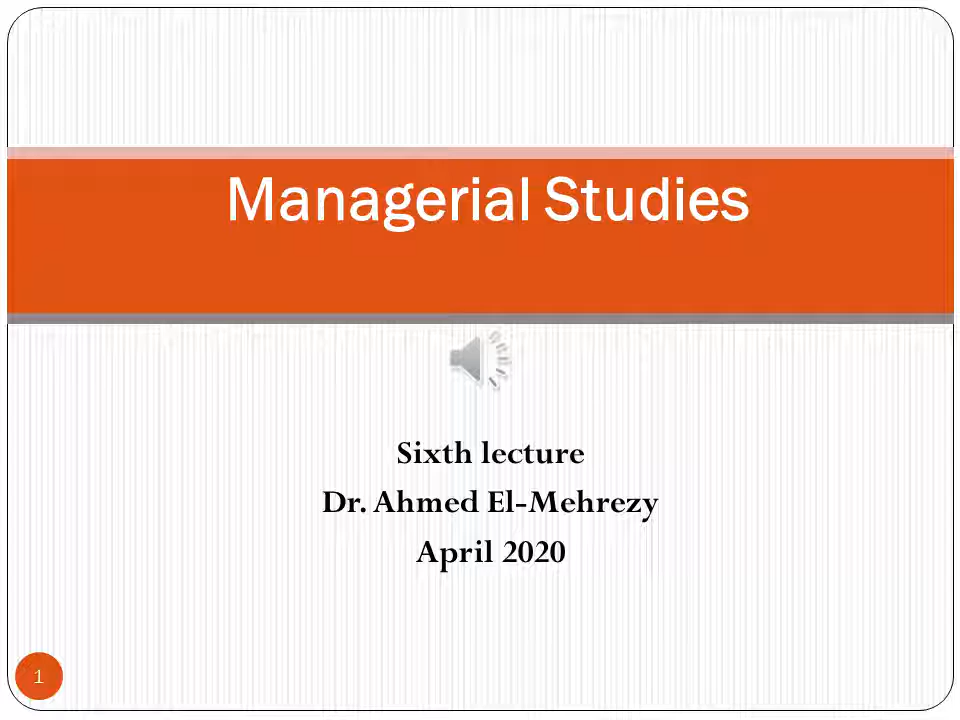 Managerial Studies
Sixth lecture
Dr. Ahmed El-Mehrezy
April 2020
1